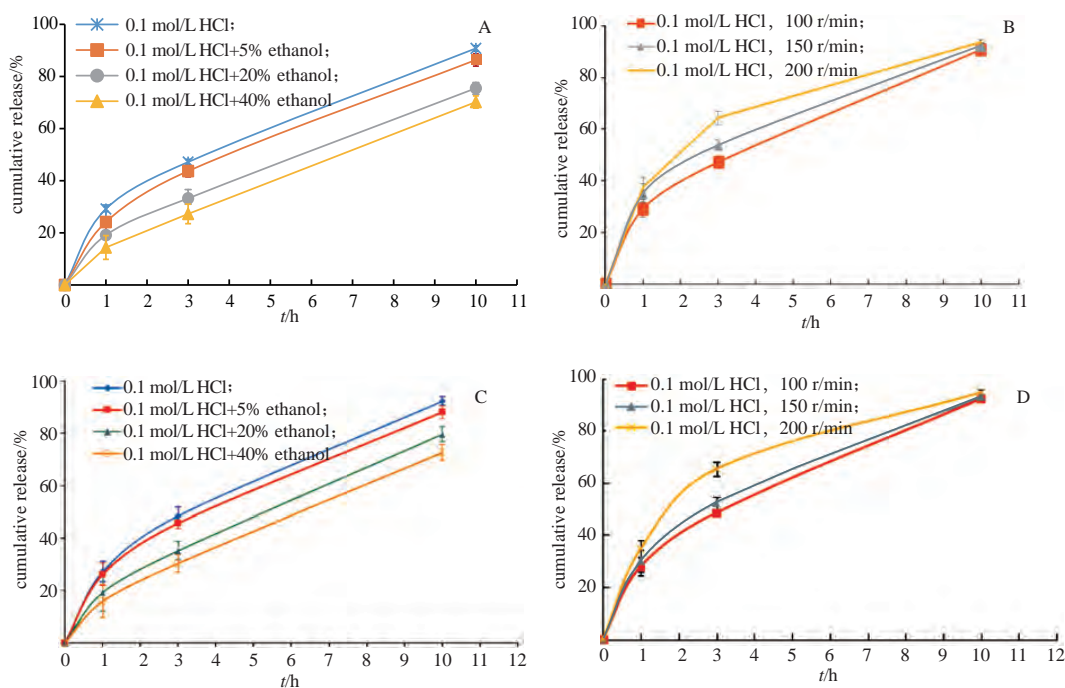 A
0.1 mol/L HCl；
0.1 mol/L HCl+5% ethanol；
0.1 mol/L HCl+20% ethanol；
0.1 mol/L HCl+40% ethanol
cumulative release/%
100
80
60
40
20
0 1 2 3 4 5 6 7 8 9 10 11
t/h
B
0.1 mol/L HCl， 100 r/min；
0.1 mol/L HCl， 150 r/min；
0.1 mol/L HCl， 200 r/min
cumulative release/%
100
80
60
40
20
0 1 2 3 4 5 6 7 8 9 10 11
t/h
C
0.1 mol/L HCl；
0.1 mol/L HCl+5% ethanol；
0.1 mol/L HCl+20% ethanol；
0.1 mol/L HCl+40% ethanol
cumulative release/%
100
80
60
40
20
0 1 2 3 4 5 6 7 8 9 10 11 12
t/h
D
0.1 mol/L HCl， 100 r/min；
0.1 mol/L HCl， 150 r/min；
0.1 mol/L HCl， 200 r/min
cumulative release/%
100
80
60
40
20
0 1 2 3 4 5 6 7 8 9 10 11 12
t/h